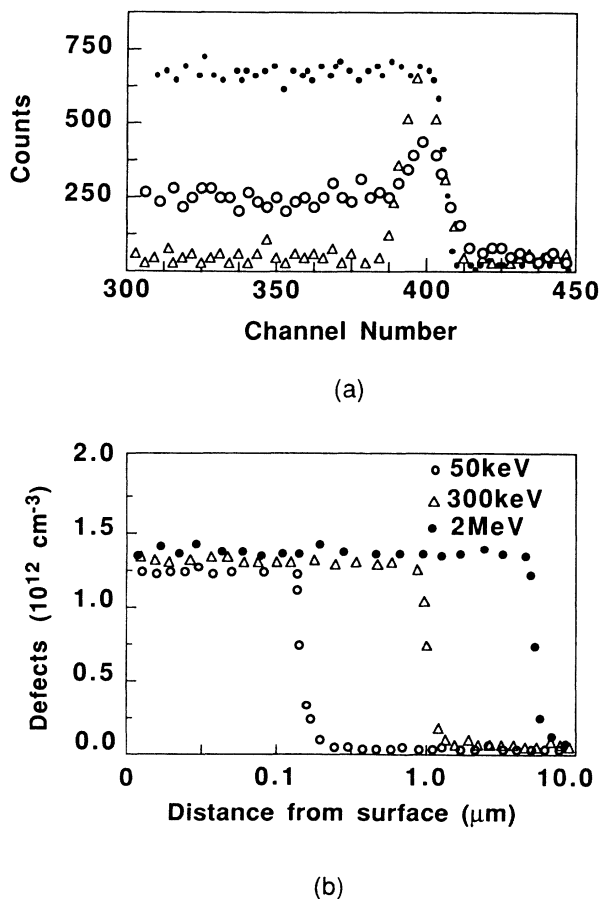 750
500
250
Counts
300
350
400
450
Channel Number
(a)
2.0
1.5
1.0
0.5
0.0
Defects (10¹² cm⁻³)
50keV
300keV
2MeV
0
0.1
1.0
10.0
Distance from surface (µm)
(b)